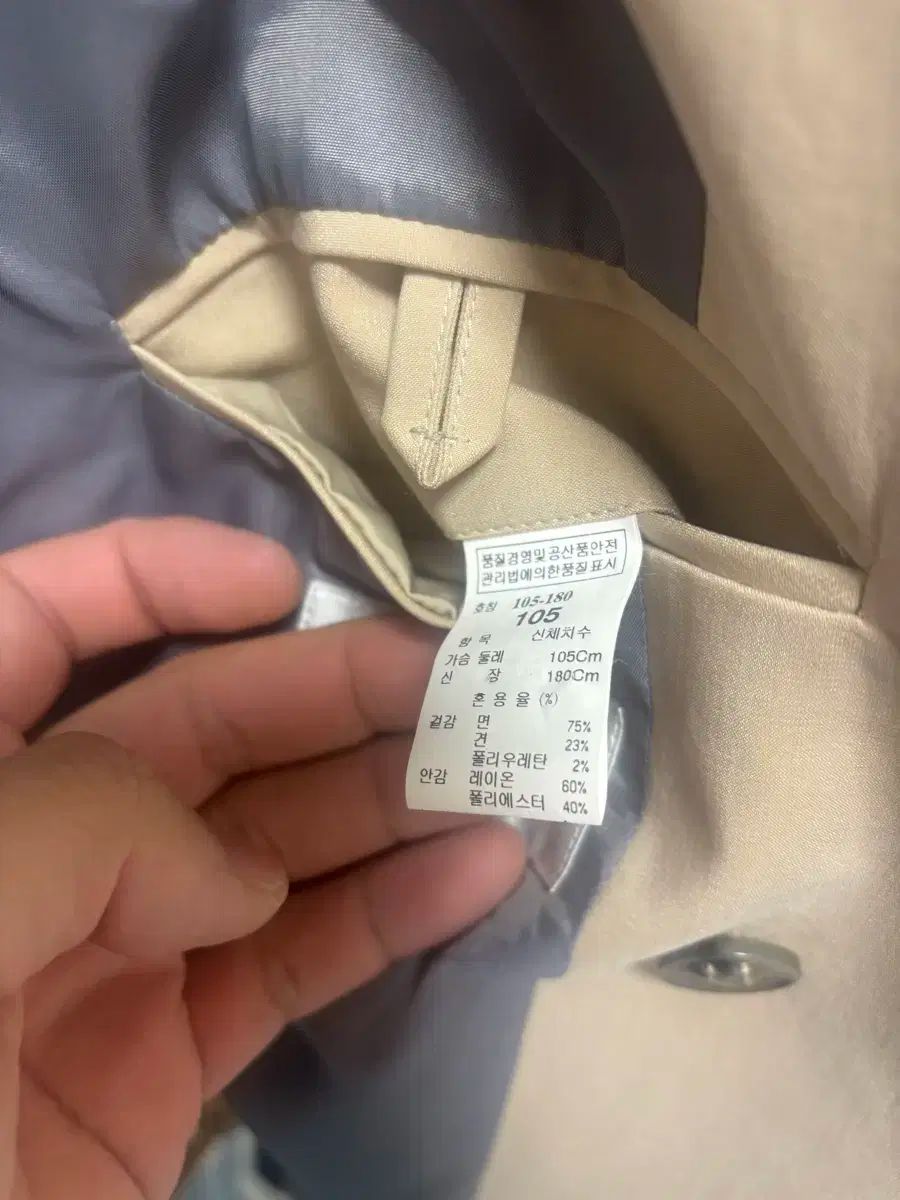 품질경영및공산품안전
관리법에의한품질표시
호칭 105-180
105
항 목 신체치수
가슴 둘레 105Cm
신 장 180Cm
혼 용 율 (%)
겉감 면 75%
견 23%
폴리우레탄 2%
안감 레이온 60%
폴리에스터 40%